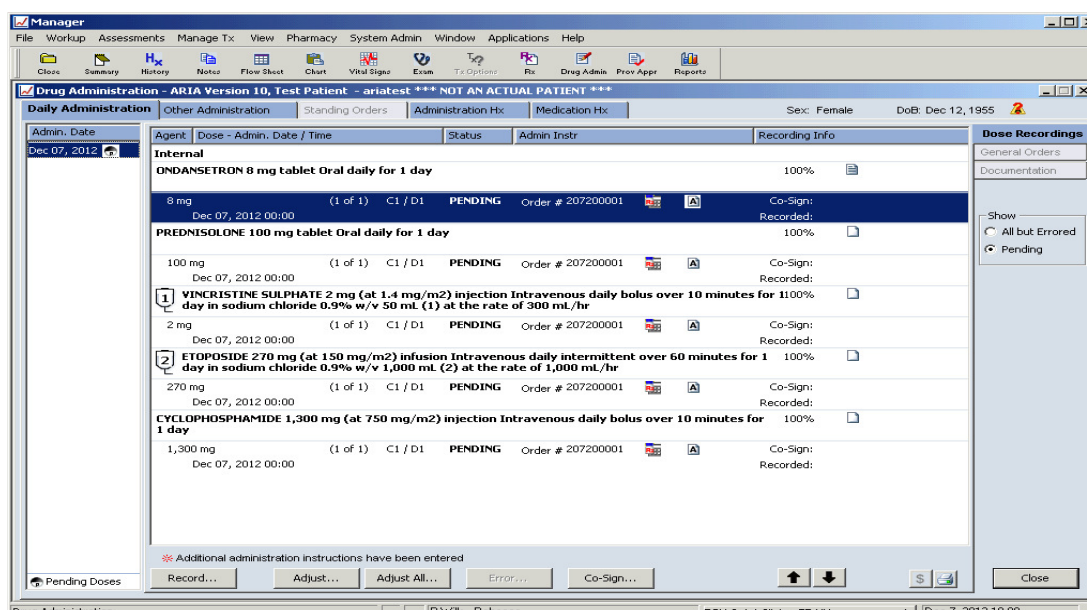 Manager
File Workup Assessments Manage Tx View Pharmacy System Admin Window Applications Help
Close Summary History Notes Flow Sheet Chart Vital Signs Exam Tx Options Rx Drug Admin Prov Appr Reports
Drug Administration - ARIA Version 10, Test Patient - ariatest *** NOT AN ACTUAL PATIENT ***
Daily Administration Other Administration Standing Orders Administration Hx Medication Hx Sex: Female DoB: Dec 12, 1955
Admin. Date
Dec 07, 2012
Agent Dose - Admin. Date / Time Status Admin Instr Recording Info
Internal
ONDANSETRON 8 mg tablet Oral daily for 1 day 100%
8 mg (1 of 1) C1 / D1 PENDING Order # 207200001 A Co-Sign:
Dec 07, 2012 00:00 Recorded:
PREDNISOLONE 100 mg tablet Oral daily for 1 day 100%
100 mg (1 of 1) C1 / D1 PENDING Order # 207200001 A Co-Sign:
Dec 07, 2012 00:00 Recorded:
1 VINCRISTINE SULPHATE 2 mg (at 1.4 mg/m2) injection Intravenous daily bolus over 10 minutes for 1 100%
day in sodium chloride 0.9% w/v 50 mL (1) at the rate of 300 mL/hr
2 mg (1 of 1) C1 / D1 PENDING Order # 207200001 A Co-Sign:
Dec 07, 2012 00:00 Recorded:
2 ETOPOSIDE 270 mg (at 150 mg/m2) infusion Intravenous daily intermittent over 60 minutes for 1 100%
day in sodium chloride 0.9% w/v 1,000 mL (2) at the rate of 1,000 mL/hr
270 mg (1 of 1) C1 / D1 PENDING Order # 207200001 A Co-Sign:
Dec 07, 2012 00:00 Recorded:
CYCLOPHOSPHAMIDE 1,300 mg (at 750 mg/m2) injection Intravenous daily bolus over 10 minutes for 100%
1 day
1,300 mg (1 of 1) C1 / D1 PENDING Order # 207200001 A Co-Sign:
Dec 07, 2012 00:00 Recorded:
Additional administration instructions have been entered
Pending Doses
Record... Adjust... Adjust All... Error... Co-Sign... $
Dose Recordings
General Orders
Documentation
Show
All but Errored
Pending
Close